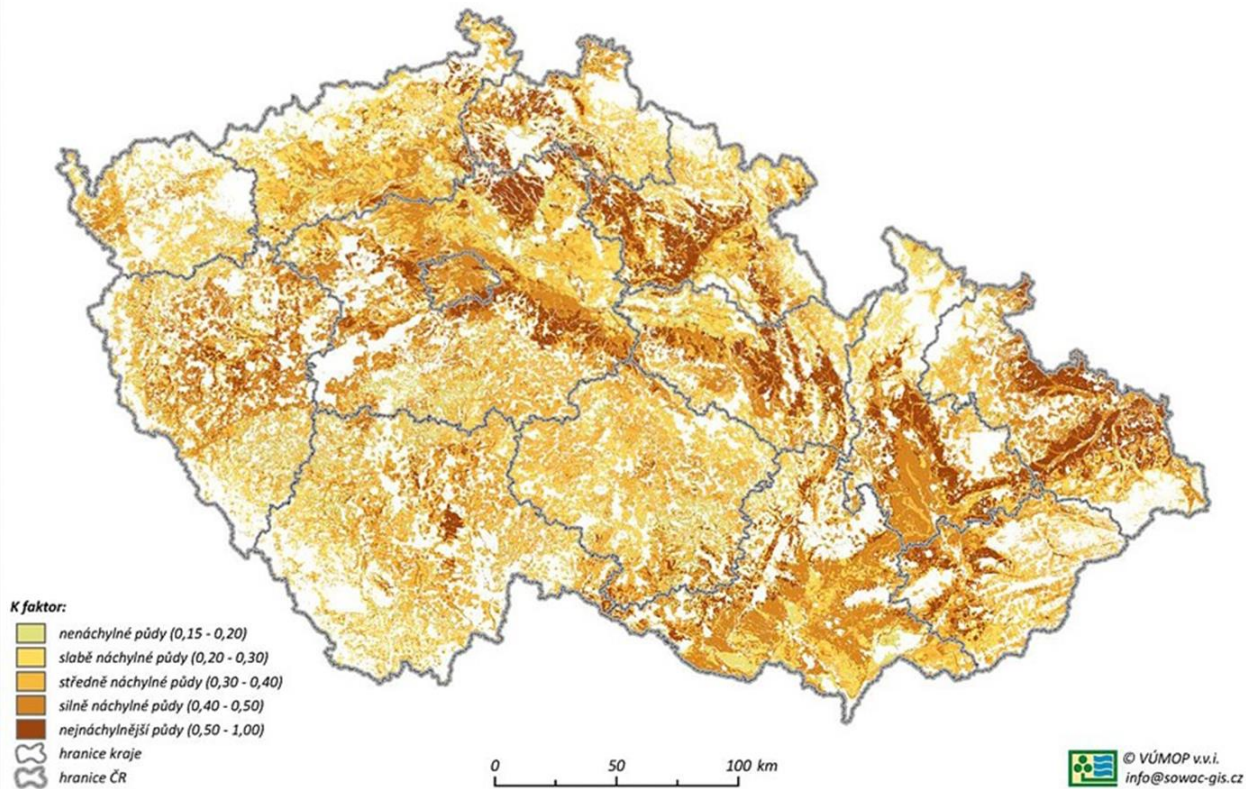 K faktor:
nenáchylné půdy (0,15 - 0,20)
slabě náchylné půdy (0,20 - 0,30)
středně náchylné půdy (0,30 - 0,40)
silně náchylné půdy (0,40 - 0,50)
nejnáchylnější půdy (0,50 - 1,00)
hranice kraje
hranice ČR
0 50 100 km
© VÚMOP v.v.i.
info@sowac-gis.cz